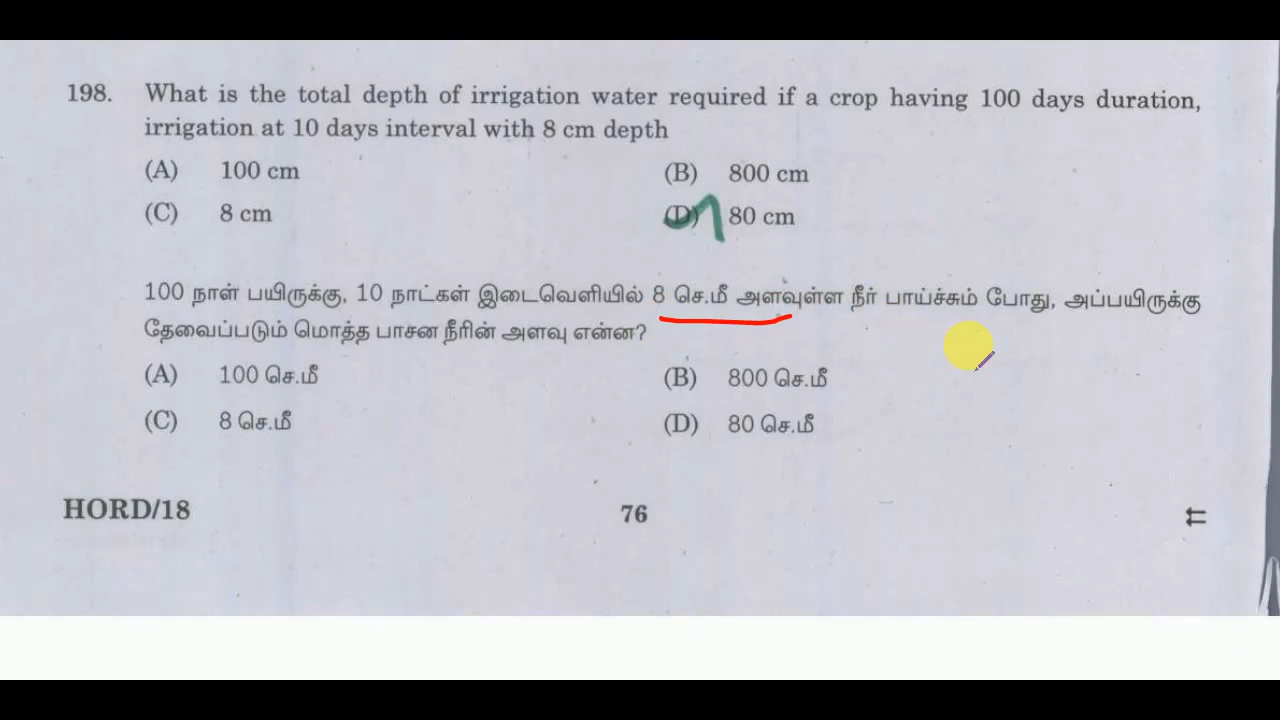 198. What is the total depth of irrigation water required if a crop having 100 days duration,
irrigation at 10 days interval with 8 cm depth
(A) 100 cm (B) 800 cm
(C) 8 cm (D) 80 cm
100 நாள் பயிருக்கு, 10 நாட்கள் இடைவெளியில் 8 செ.மீ அளவுள்ள நீர் பாய்ச்சும் போது, அப்பயிருக்கு
தேவைப்படும் மொத்த பாசன நீரின் அளவு என்ன?
(A) 100 செ.மீ (B) 800 செ.மீ
(C) 8 செ.மீ (D) 80 செ.மீ
HORD/18 76